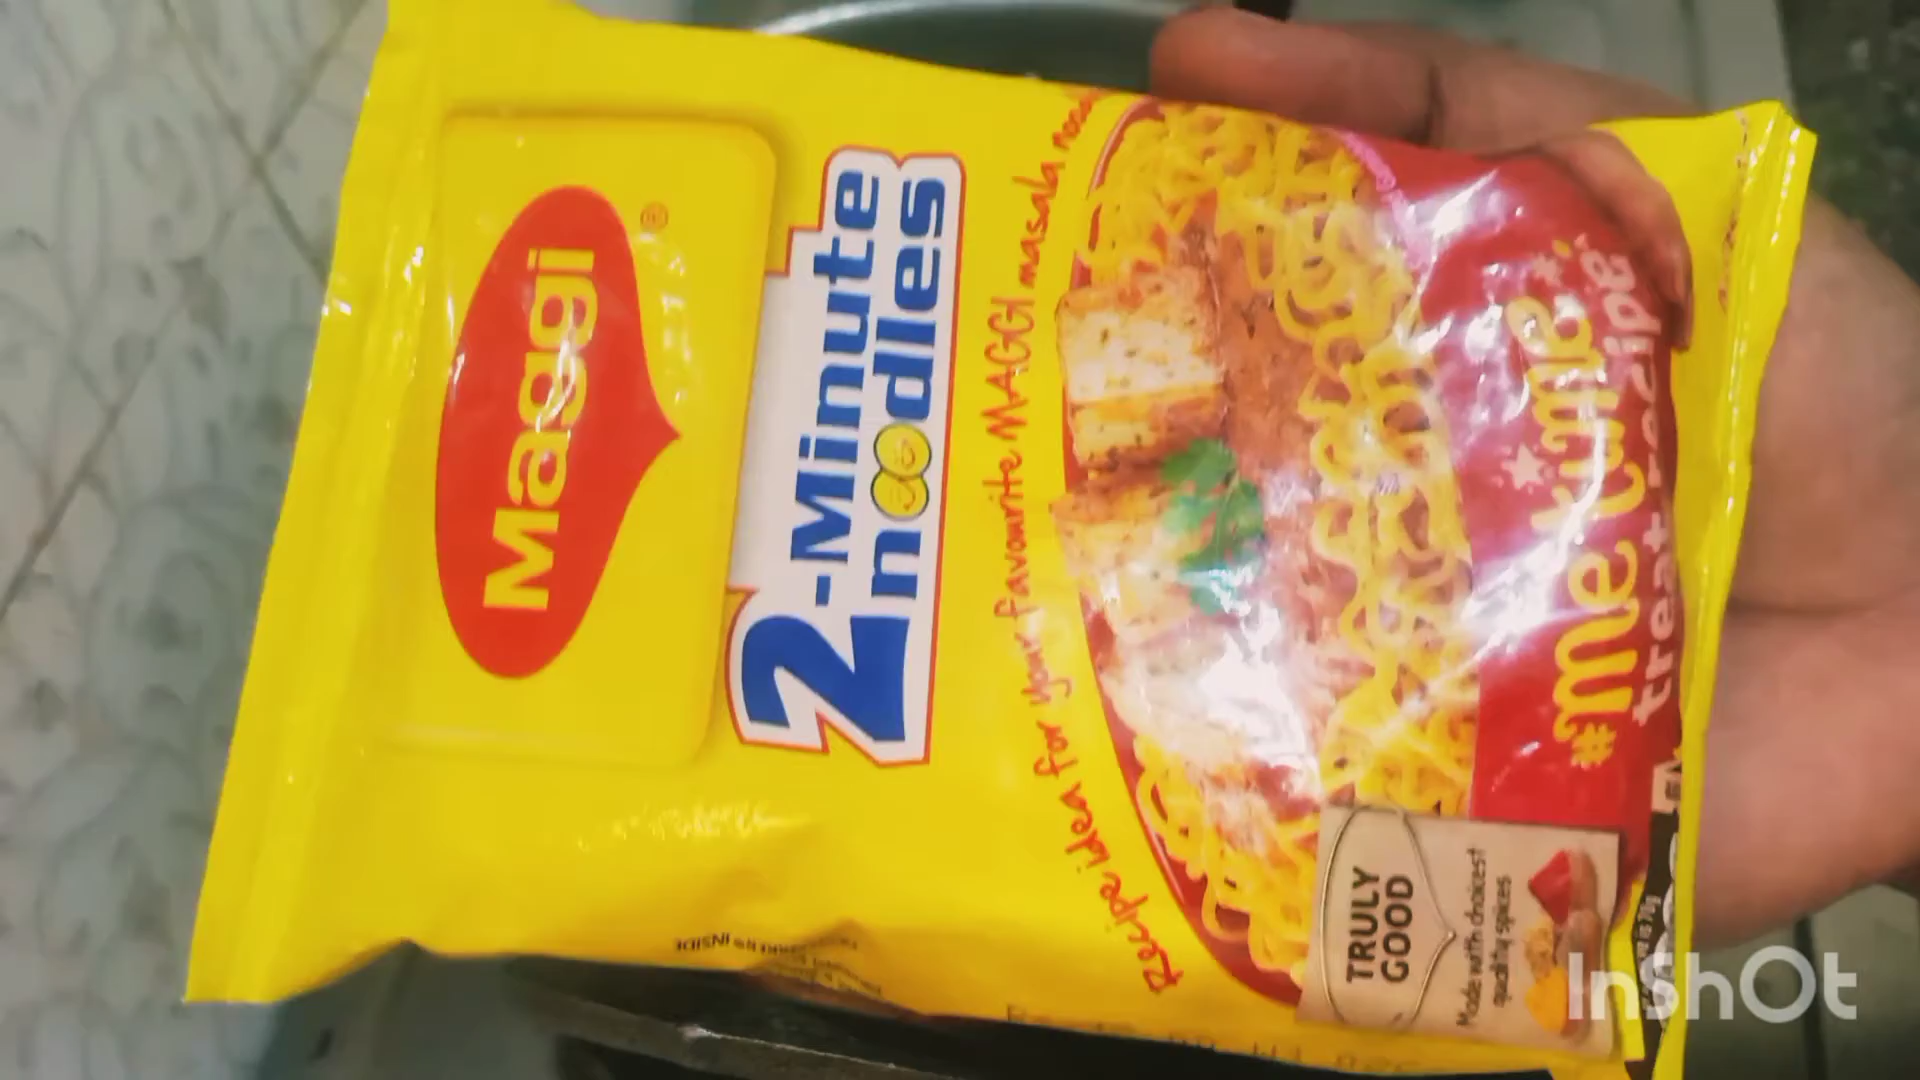 Maggi
®
2-Minute
noodles
Recipe idea for your favourite MAGGI masala
#Me time
treat recipe
TRULY
GOOD
Made with choicest
quality spices
INSIDE
InShOt